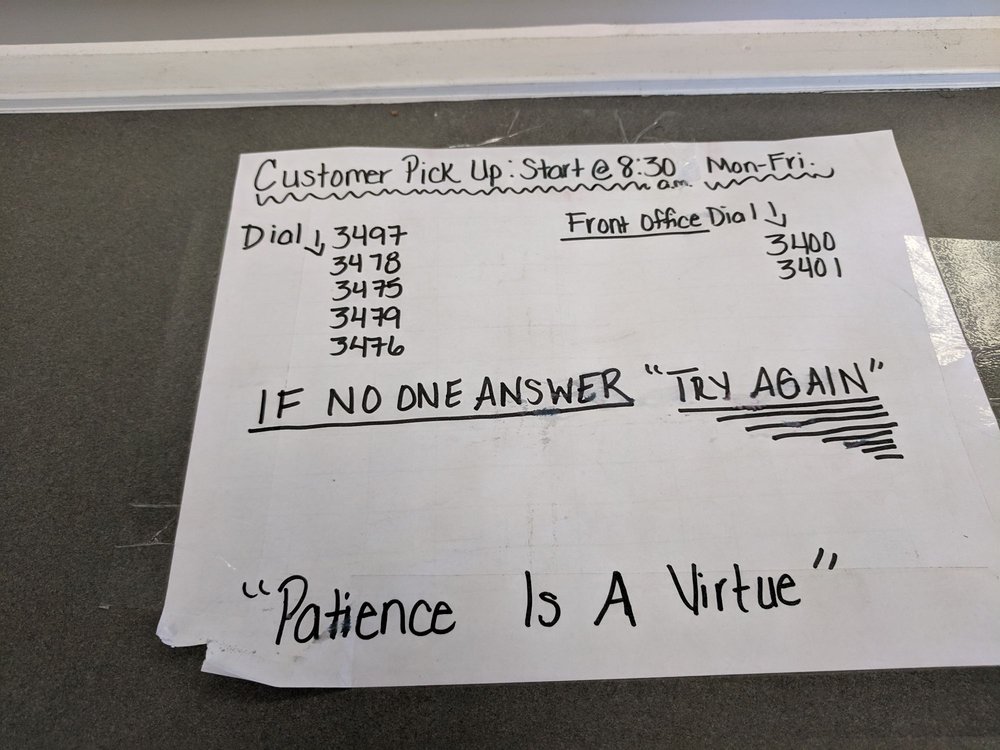 Customer Pick Up: Start @ 8:30 a.m. Mon-Fri.
Dial 3497
3478
3475
3479
3476
Front Office Dial
3400
3401
IF NO ONE ANSWER "TRY AGAIN"
"Patience Is A Virtue"